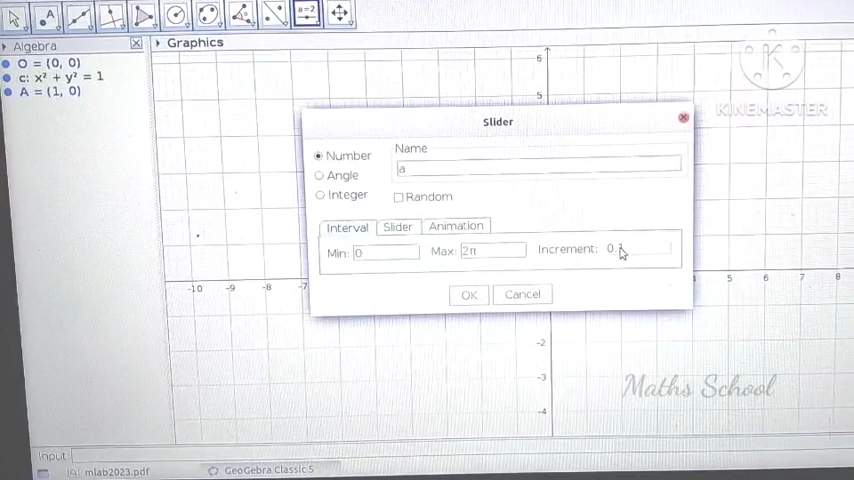 a=2
Algebra
Graphics
O = (0, 0)
c: x² + y² = 1
A = (1, 0)
6
5
KINEMASTER
Slider
Number
Angle
Integer
Name
a
Random
Interval
Slider
Animation
Min: 0
Max: 2π
Increment:
OK
Cancel
-10 -9 -8 -7 5 6 7 8
-2
-3
-4
Maths School
Input:
mlab2023.pdf
GeoGebra Classic 5